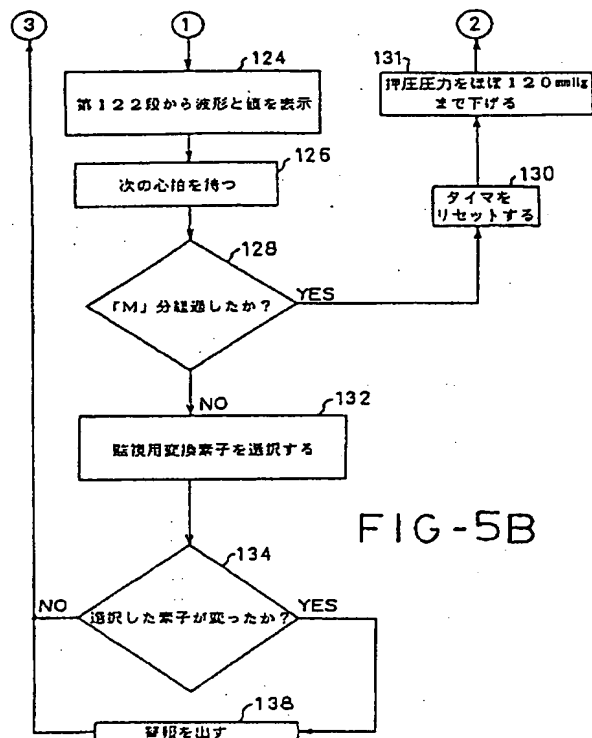 3
1
2
124
第122段から波形と値を表示
131
押圧圧力をほぼ120mmHg
まで下げる
126
次の心拍を待つ
130
タイマを
リセットする
128
「M」分経過したか?
YES
NO
132
監視用変換素子を選択する
FIG-5B
134
NO
選択した素子が変ったか?
YES
138
警報を出す